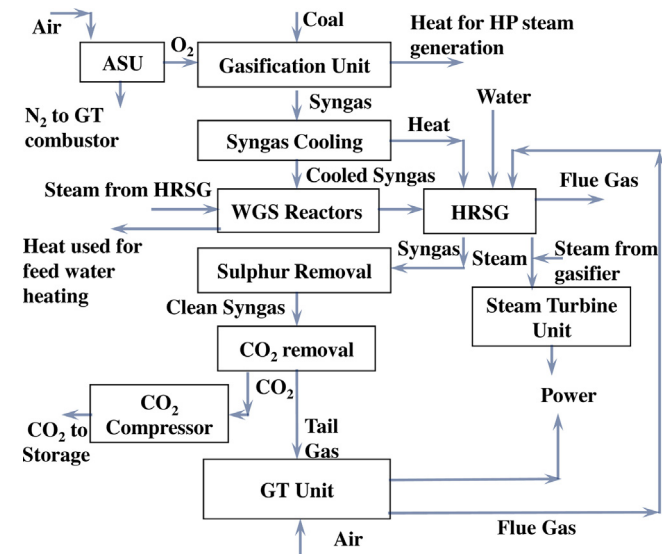 Air
Coal
Heat for HP steam
generation
O2
ASU
Gasification Unit
N2 to GT
combustor
Syngas
Water
Syngas Cooling
Heat
Cooled Syngas
Flue Gas
Steam from HRSG
WGS Reactors
HRSG
Heat used for
feed water
heating
Syngas
Steam
Steam from
gasifier
Sulphur Removal
Clean Syngas
Steam Turbine
Unit
CO2 removal
CO2
Power
CO2
Compressor
CO2 to
Storage
Tail
Gas
GT Unit
Flue Gas
Air